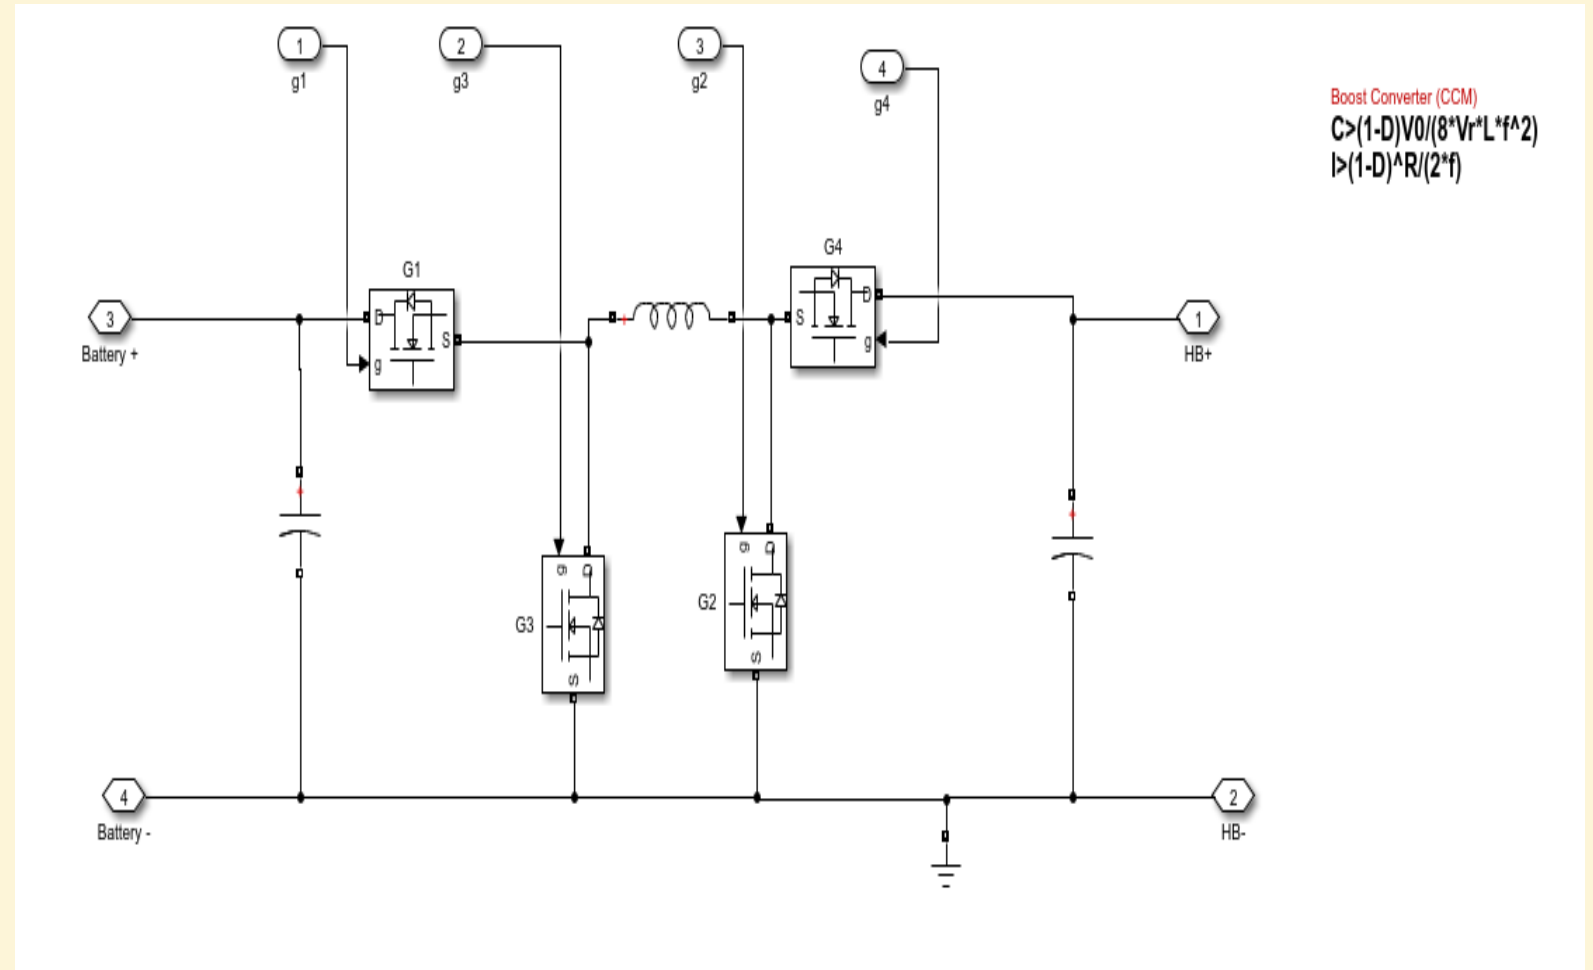 1
g1
2
g3
3
g2
4
g4
Boost Converter (CCM)
C>(1-D)V0/(8*Vr*L*f^2)
l>(1-D)^R/(2*f)
G1
D
S
g
G4
D
S
g
3
Battery +
1
HB+
G3
g
D
S
G2
g
D
S
4
Battery -
2
HB-